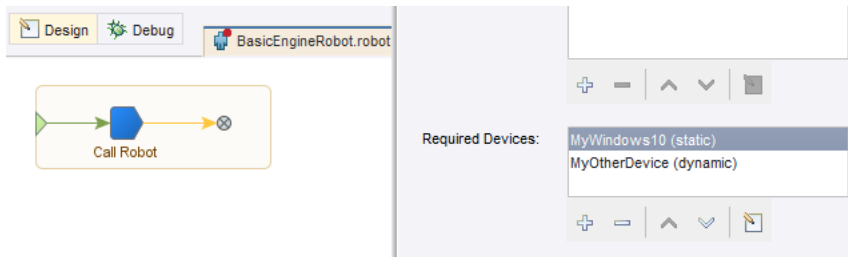 Design
Debug
BasicEngineRobot.robot
Call Robot
Required Devices:
MyWindows10 (static)
MyOtherDevice (dynamic)